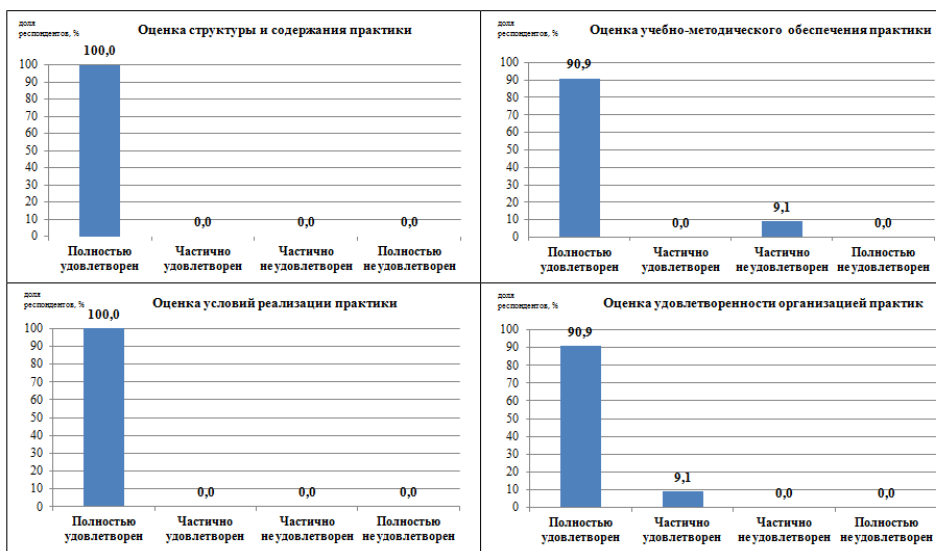 доля
респондентов, %
Оценка структуры и содержания практики
100,0
100
90
80
70
60
50
40
30
20
10
0
0,0
0,0
0,0
Полностью
удовлетворен
Частично
удовлетворен
Частично
не удовлетворен
Полностью
не удовлетворен
доля
респондентов, %
Оценка учебно-методического обеспечения практики
90,9
100
90
80
70
60
50
40
30
20
10
0
0,0
9,1
0,0
Полностью
удовлетворен
Частично
удовлетворен
Частично
не удовлетворен
Полностью
не удовлетворен
доля
респондентов, %
Оценка условий реализации практики
100,0
100
90
80
70
60
50
40
30
20
10
0
0,0
0,0
0,0
Полностью
удовлетворен
Частично
удовлетворен
Частично
не удовлетворен
Полностью
не удовлетворен
доля
респондентов, %
Оценка удовлетворенности организацией практик
90,9
100
90
80
70
60
50
40
30
20
10
0
9,1
0,0
0,0
Полностью
удовлетворен
Частично
удовлетворен
Частично
не удовлетворен
Полностью
не удовлетворен